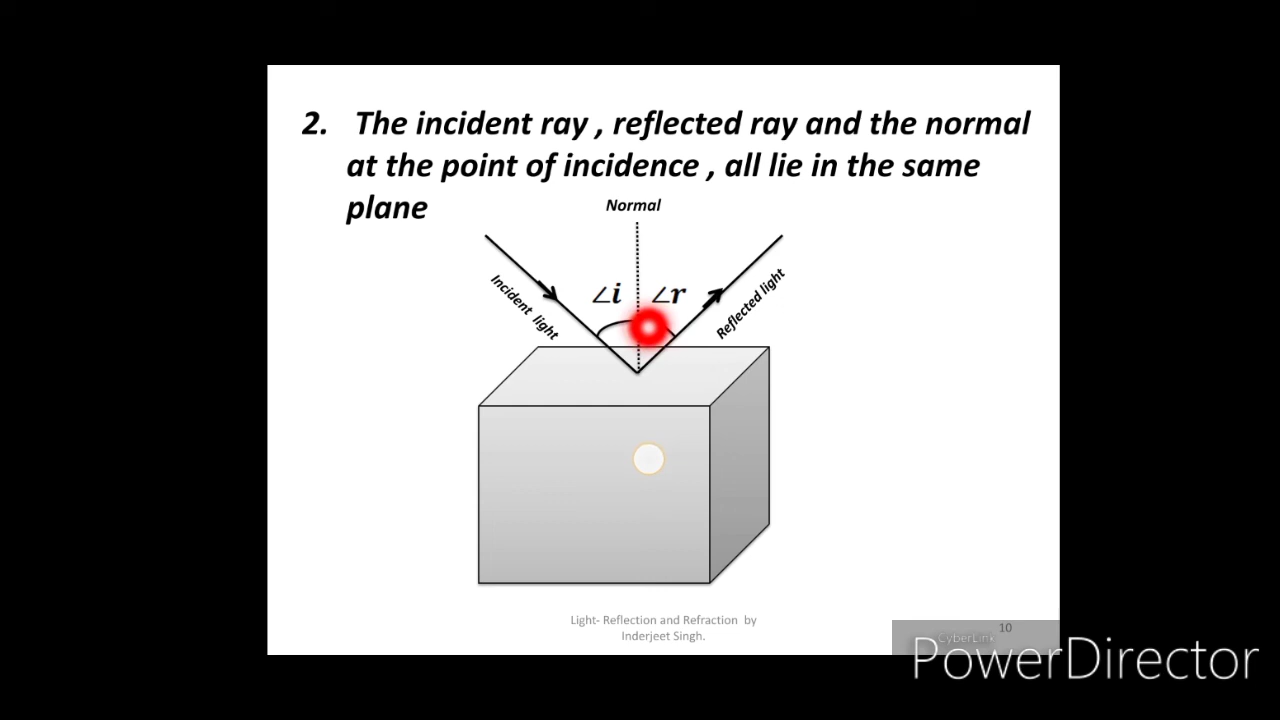 2. The incident ray , reflected ray and the normal
at the point of incidence , all lie in the same
plane
Normal
Incident light
∠i
∠r
Reflected light
Light- Reflection and Refraction by
Inderjeet Singh.
10
CyberLink
PowerDirector